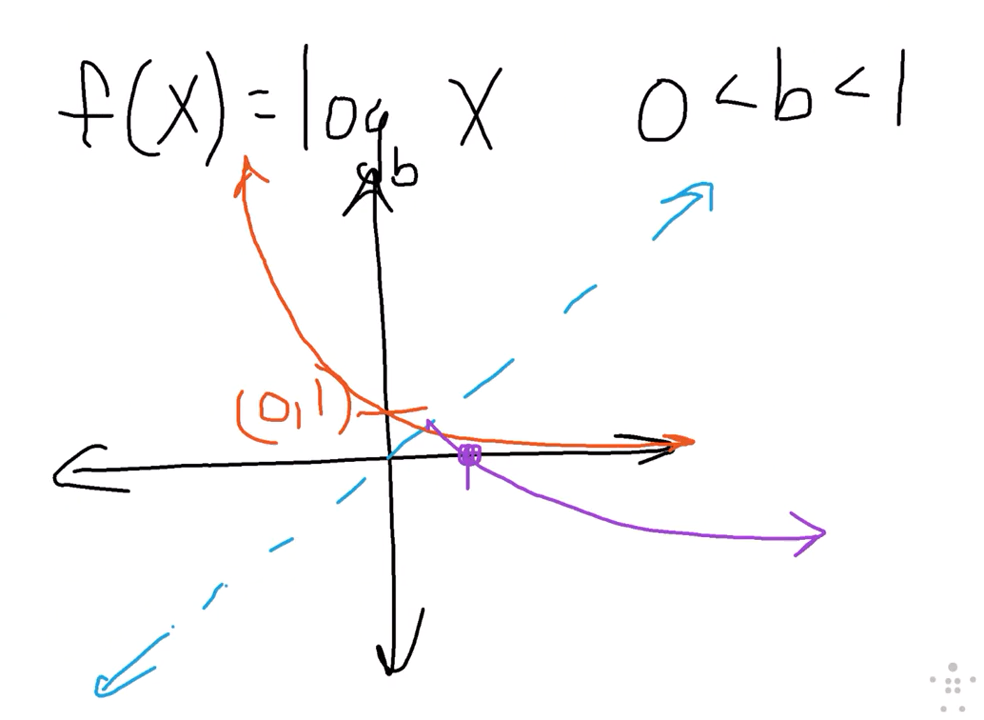 f(x) = log_b x    0 < b < 1
(0,1)